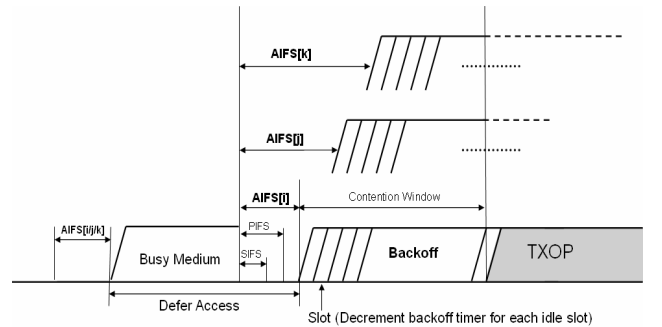 AIFS[k]
AIFS[j]
AIFS[i]
Contention Window
AIFS[i/j/k]
PIFS
SIFS
Busy Medium
Backoff
TXOP
Defer Access
Slot (Decrement backoff timer for each idle slot)